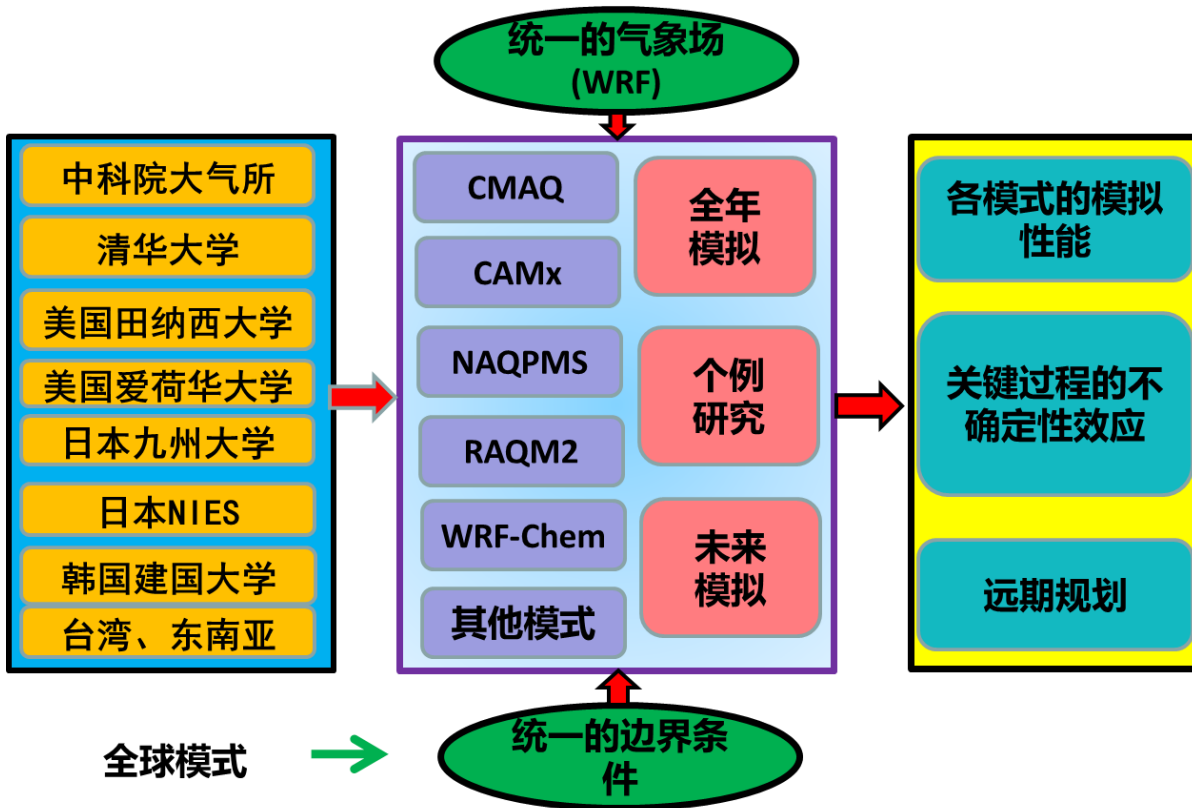 统一的气象场
(WRF)
中科院大气所
清华大学
美国田纳西大学
美国爱荷华大学
日本九州大学
日本NIES
韩国建国大学
台湾、东南亚
CMAQ
CAMx
NAQPMS
RAQM2
WRF-Chem
其他模式
全年
模拟
个例
研究
未来
模拟
各模式的模拟
性能
关键过程的不
确定性效应
远期规划
全球模式
统一的边界条
件